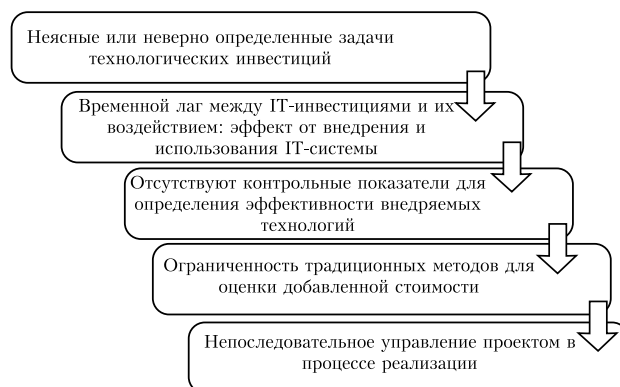 Неясные или неверно определенные задачи
технологических инвестиций
Временной лаг между IT-инвестициями и их
воздействием: эффект от внедрения и
использования IT-системы
Отсутствуют контрольные показатели для
определения эффективности внедряемых
технологий
Ограниченность традиционных методов для
оценки добавленной стоимости
Непоследовательное управление проектом в
процессе реализации